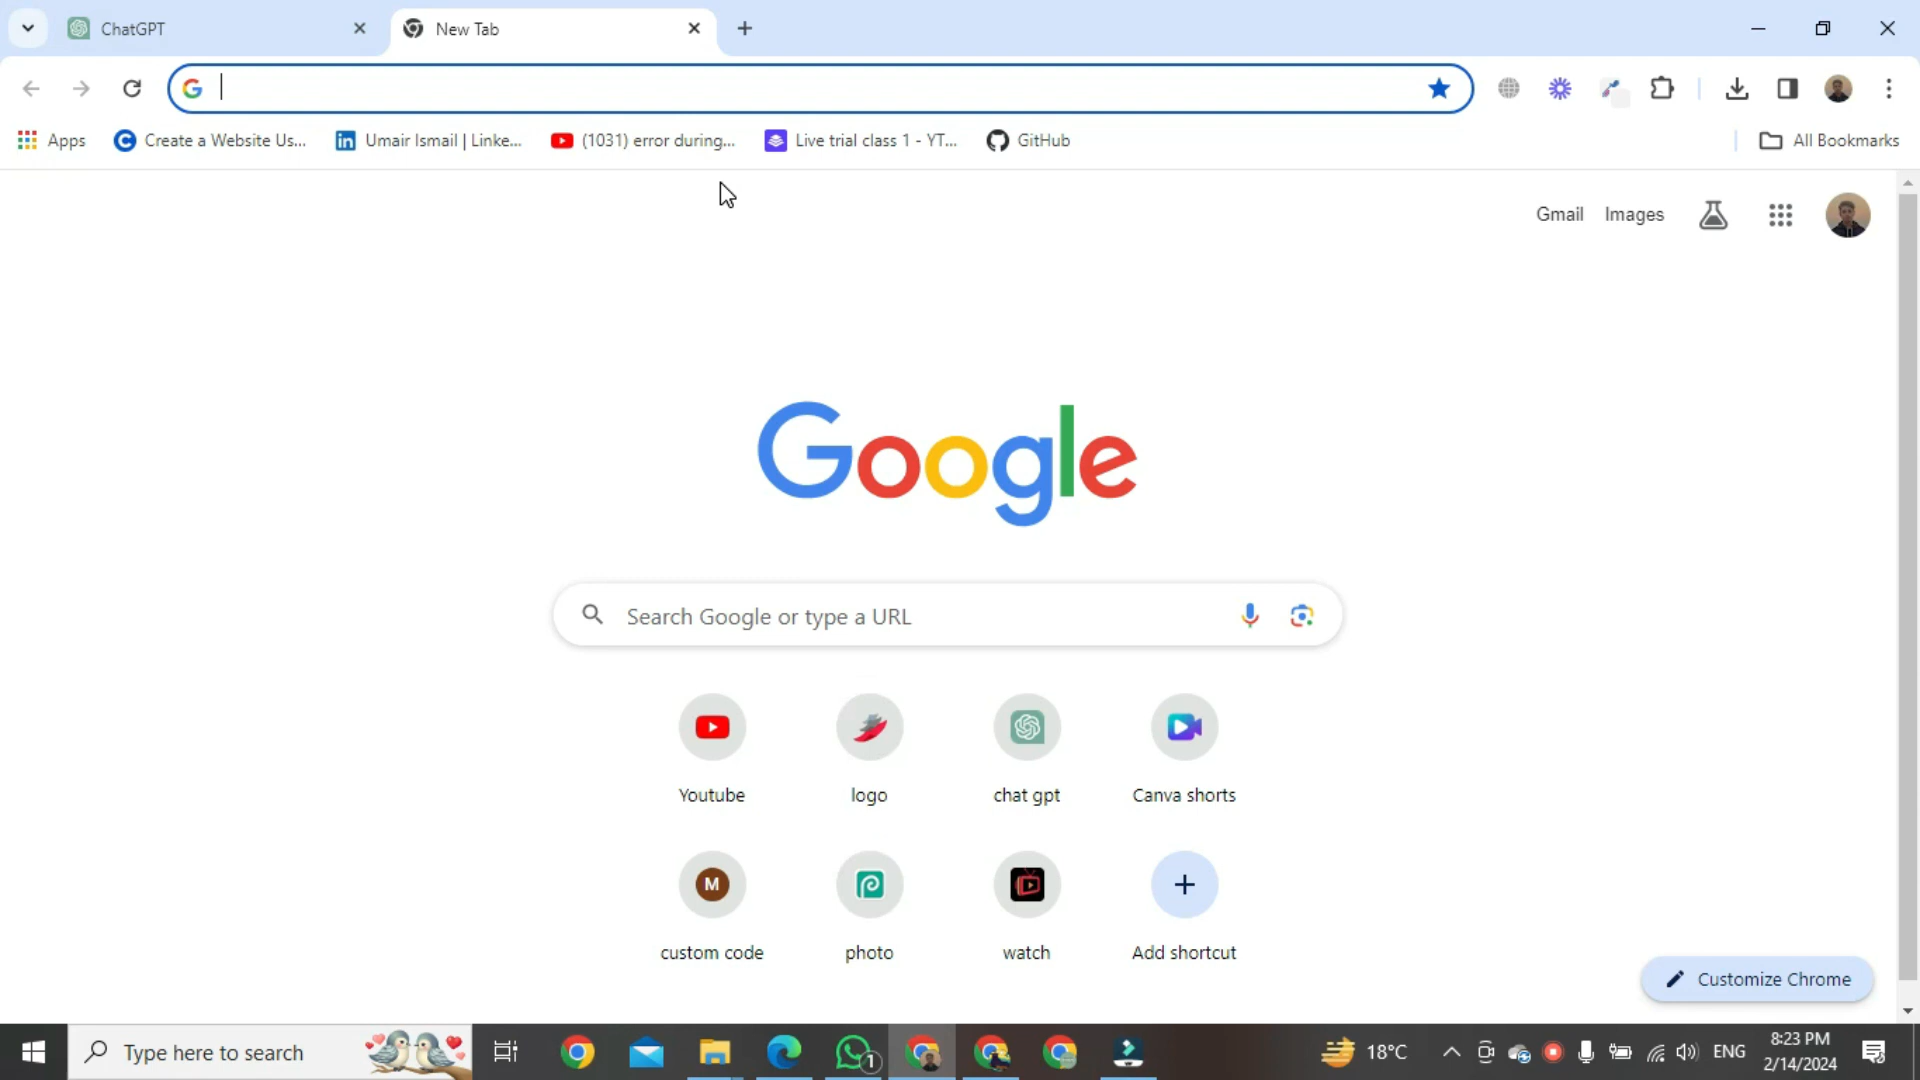 ChatGPT
New Tab
Apps
Create a Website Us...
Umair Ismail | Linke...
(1031) error during...
Live trial class 1 - YT...
GitHub
All Bookmarks
Gmail
Images
Google
Search Google or type a URL
Youtube
logo
chat gpt
Canva shorts
M
custom code
photo
watch
Add shortcut
Customize Chrome
Type here to search
1
18°C
ENG
8:23 PM
2/14/2024